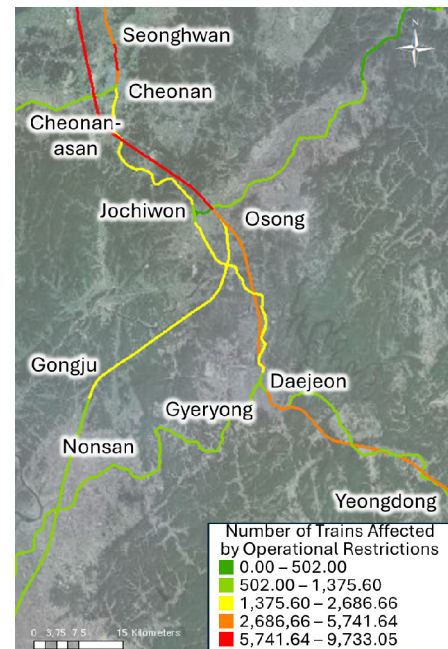 Seonghwan
N
Cheonan
Cheonan-
asan
Jochiwon
Osong
Gongju
Daejeon
Gyeryong
Nonsan
Yeongdong
Number of Trains Affected
by Operational Restrictions
0.00 – 502.00
502.00 – 1,375.60
1,375.60 – 2,686.66
2,686.66 – 5,741.64
5,741.64 – 9,733.05
0 3.75 7.5 15 Kilometers